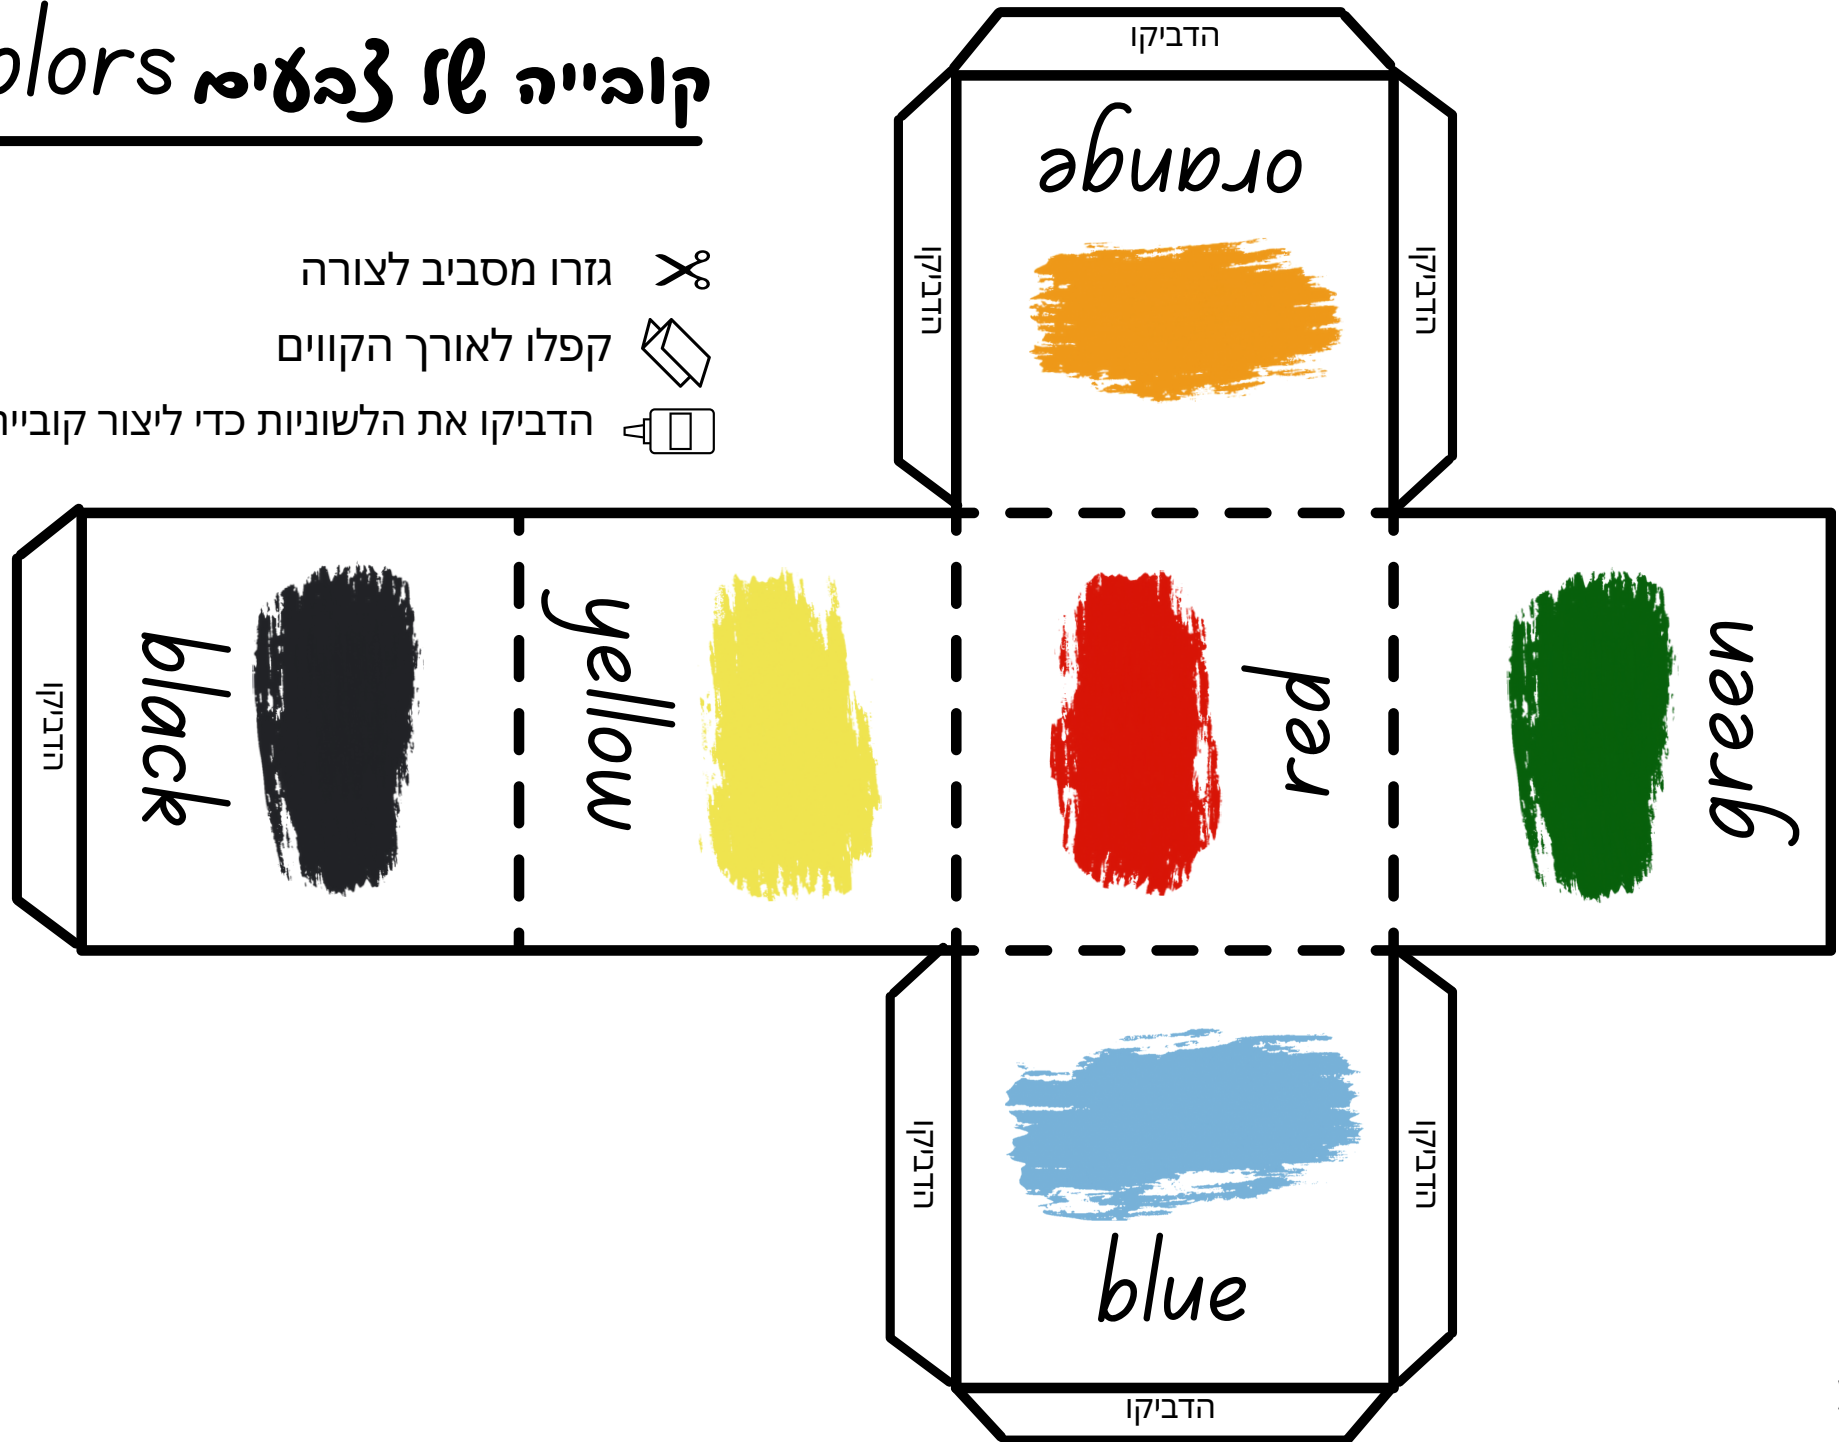 קובייה של צבעים olors
גזרו מסביב לצורה
קפלו לאורך הקווים
הדביקו את הלשוניות כדי ליצור קובייה
הדביקו
orange
הדביקו
הדביקו
הדביקו
black
yellow
red
green
הדביקו
הדביקו
blue
הדביקו